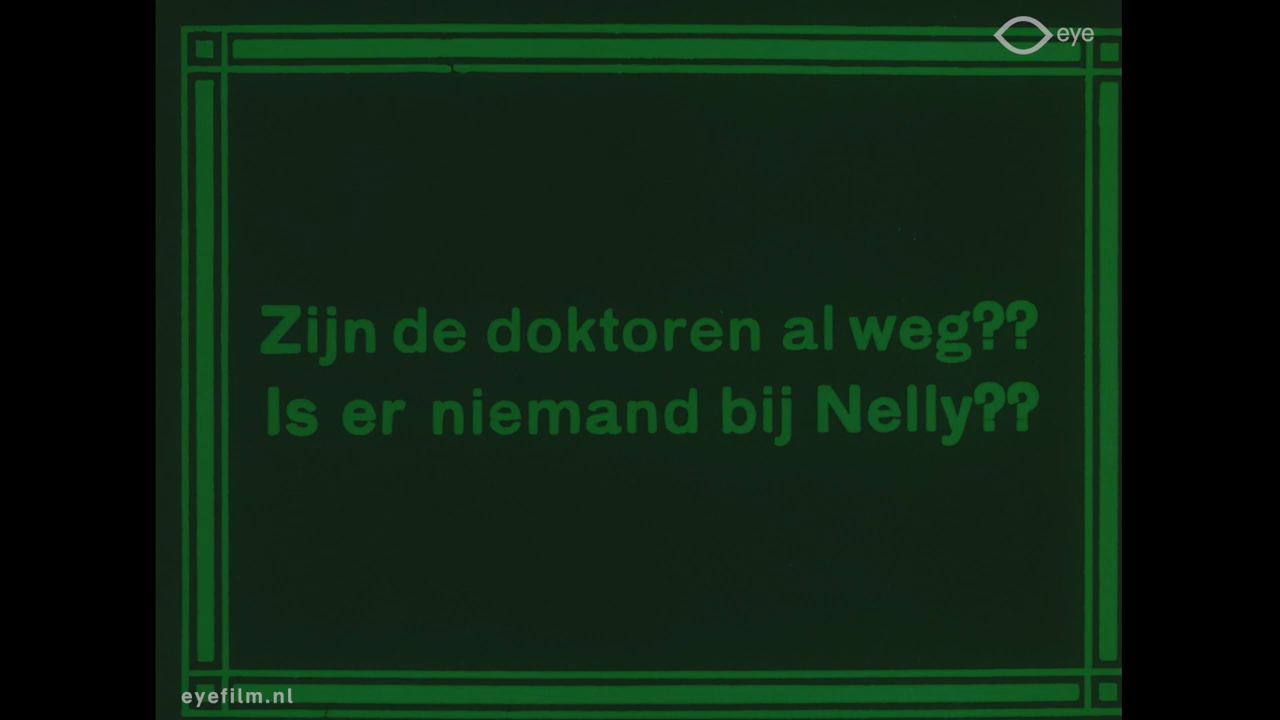 eye
Zijn de doktoren al weg??
Is er niemand bij Nelly??
eyefilm.nl